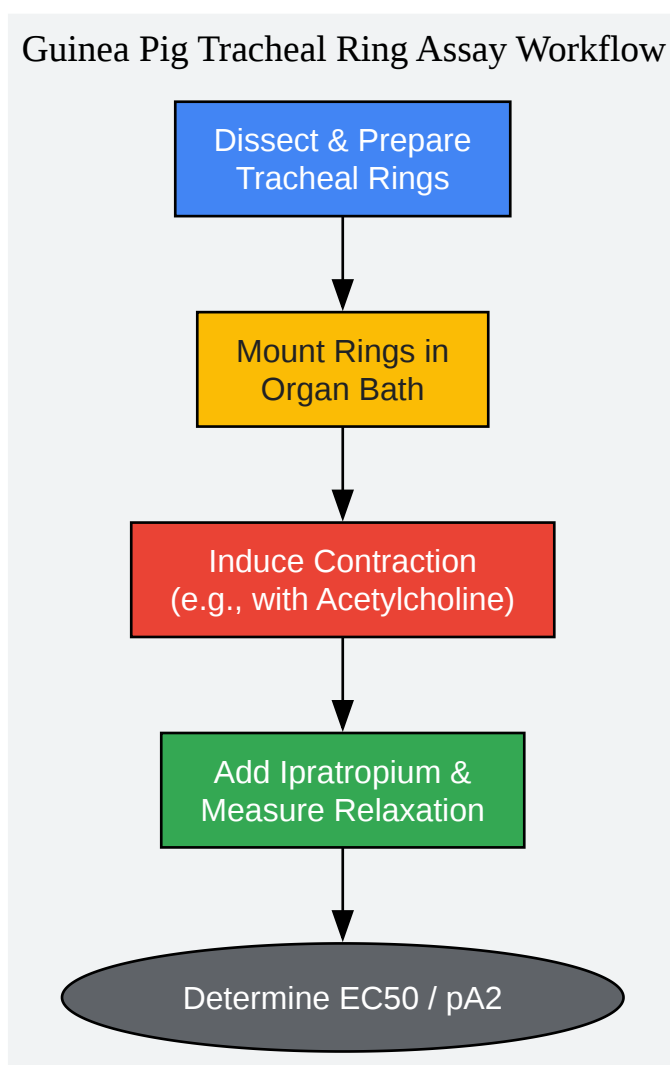 Guinea Pig Tracheal Ring Assay Workflow
Dissect & Prepare
Tracheal Rings
Mount Rings in
Organ Bath
Induce Contraction
(e.g., with Acetylcholine)
Add Ipratropium &
Measure Relaxation
Determine EC50 / pA2